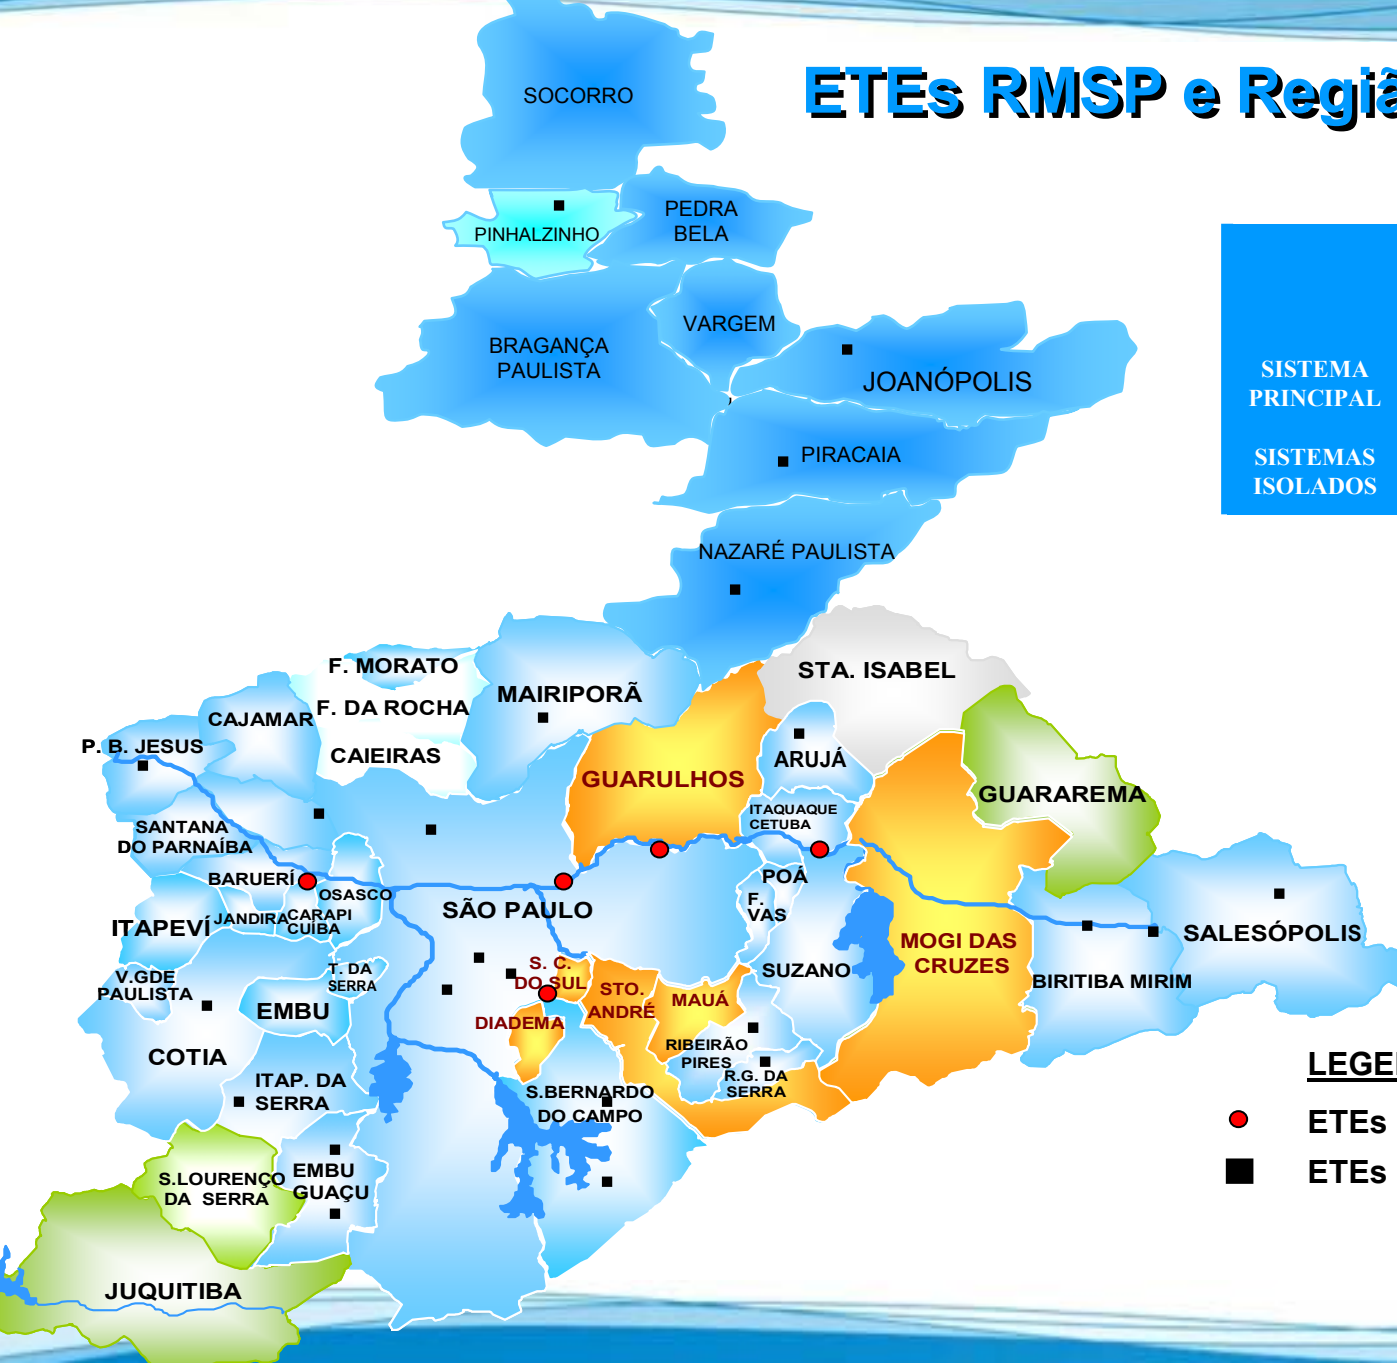 ETEs RMSP e Regiã
SOCORRO
PINHALZINHO
PEDRA
BELA
VARGEM
BRAGANÇA
PAULISTA
JOANÓPOLIS
PIRACAIA
NAZARÉ PAULISTA
SISTEMA
PRINCIPAL
SISTEMAS
ISOLADOS
F. MORATO
F. DA ROCHA
CAIEIRAS
MAIRIPORÃ
CAJAMAR
P. B. JESUS
STA. ISABEL
GUARULHOS
ARUJÁ
ITAQUAQUE
CETUBA
GUARAREMA
SANTANA
DO PARNAÍBA
BARUERÍ
OSASCO
ITAPEVÍ
JANDIRA
CARAPI
CUÍBA
SÃO PAULO
POÁ
F.
VAS
SUZANO
MOGI DAS
CRUZES
SALESÓPOLIS
BIRITIBA MIRIM
V.GDE
PAULISTA
T. DA
SERRA
EMBU
COTIA
S. C.
DO SUL
STO.
ANDRÉ
MAUÁ
DIADEMA
RIBEIRÃO
PIRES
R.G. DA
SERRA
ITAP. DA
SERRA
S.BERNARDO
DO CAMPO
S.LOURENÇO
DA SERRA
EMBU
GUAÇU
JUQUITIBA
LEGE
ETEs
ETEs